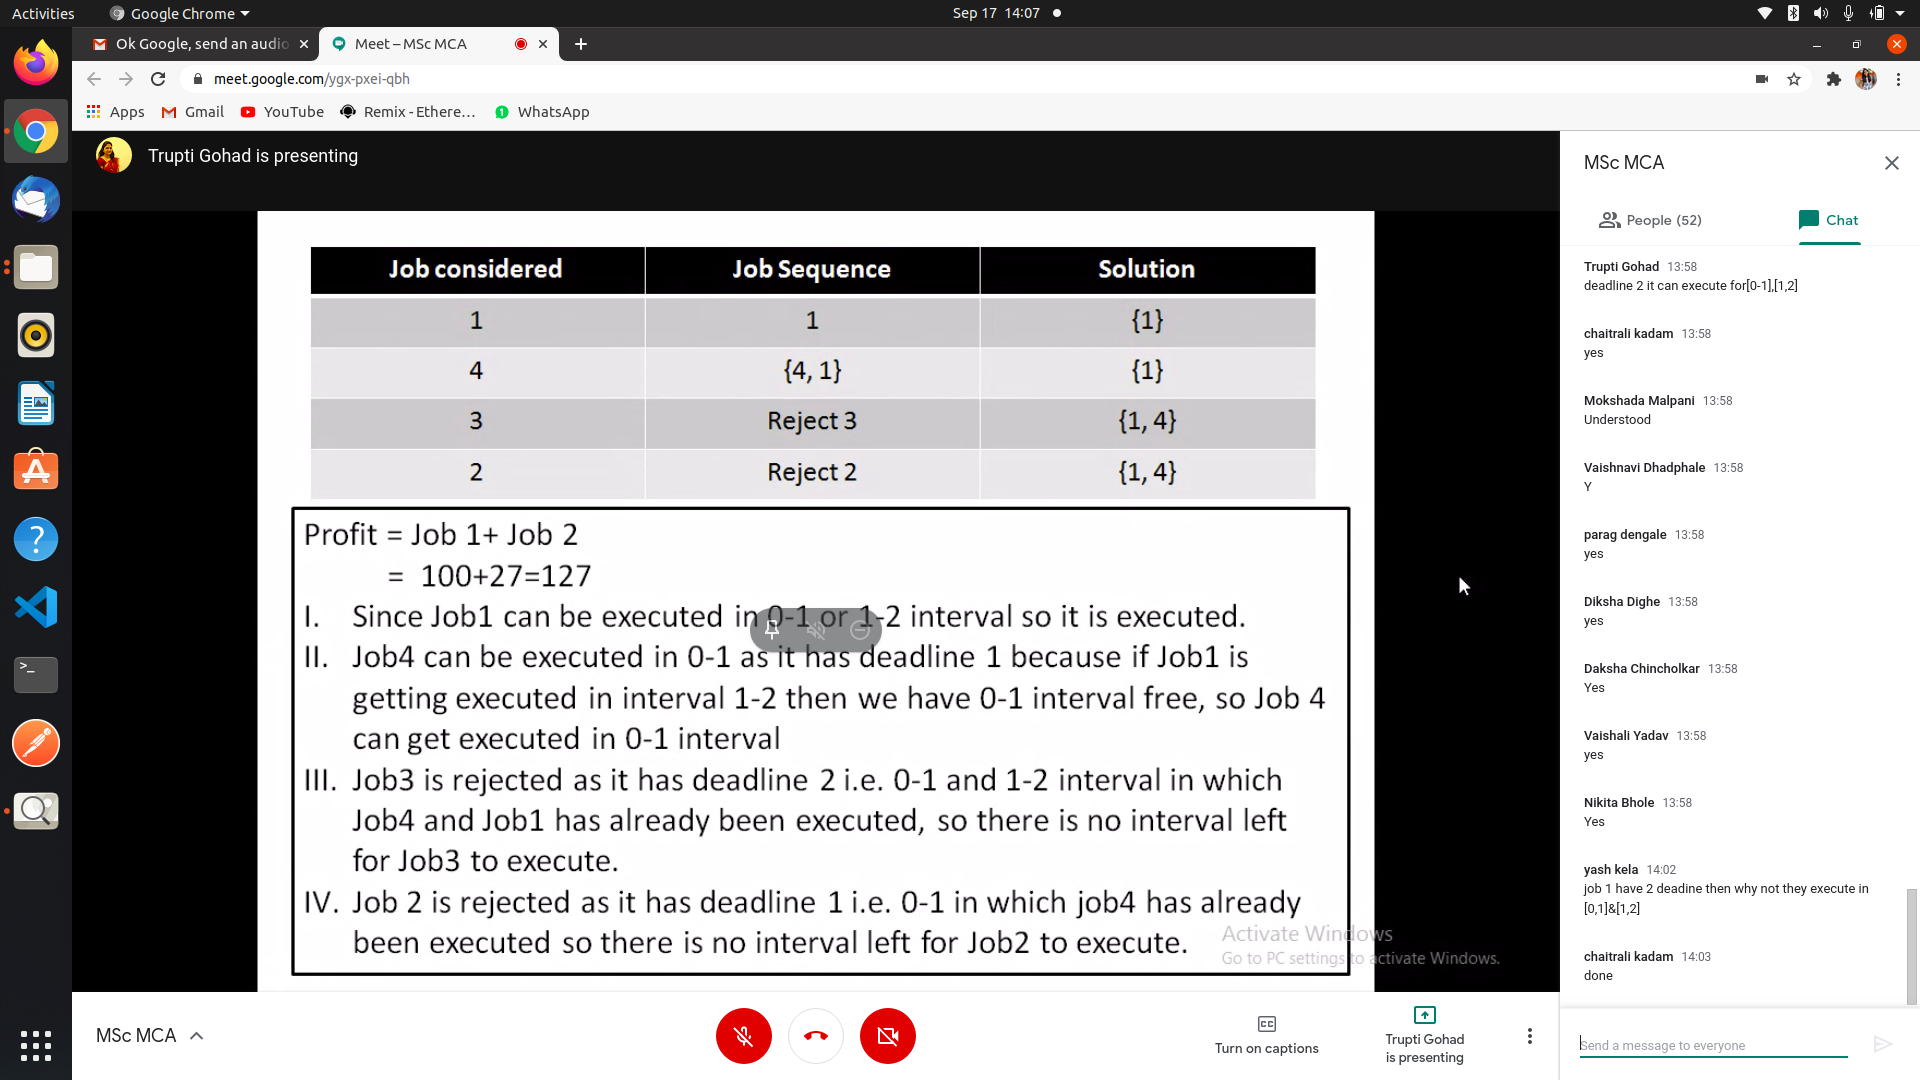 Activities
Google Chrome
Sep 17 14:07
Ok Google, send an audio
Meet – MSc MCA
meet.google.com/ygx-pxei-qbh
Apps
Gmail
YouTube
Remix - Ethere…
WhatsApp
Trupti Gohad is presenting
Job considered Job Sequence Solution
1 1 {1}
4 {4, 1} {1}
3 Reject 3 {1, 4}
2 Reject 2 {1, 4}
Profit = Job 1+ Job 2
= 100+27=127
I. Since Job1 can be executed in 0-1 or 1-2 interval so it is executed.
II. Job4 can be executed in 0-1 as it has deadline 1 because if Job1 is
getting executed in interval 1-2 then we have 0-1 interval free, so Job 4
can get executed in 0-1 interval
III. Job3 is rejected as it has deadline 2 i.e. 0-1 and 1-2 interval in which
Job4 and Job1 has already been executed, so there is no interval left
for Job3 to execute.
IV. Job 2 is rejected as it has deadline 1 i.e. 0-1 in which job4 has already
been executed so there is no interval left for Job2 to execute.
Activate Windows
Go to PC settings to activate Windows.
MSc MCA
Turn on captions
Trupti Gohad
is presenting
MSc MCA
People (52)
Chat
Trupti Gohad 13:58
deadline 2 it can execute for[0-1],[1,2]
chaitrali kadam 13:58
yes
Mokshada Malpani 13:58
Understood
Vaishnavi Dhadphale 13:58
Y
parag dengale 13:58
yes
Diksha Dighe 13:58
yes
Daksha Chincholkar 13:58
Yes
Vaishali Yadav 13:58
yes
Nikita Bhole 13:58
Yes
yash kela 14:02
job 1 have 2 deadine then why not they execute in
[0,1]&[1,2]
chaitrali kadam 14:03
done
Send a message to everyone